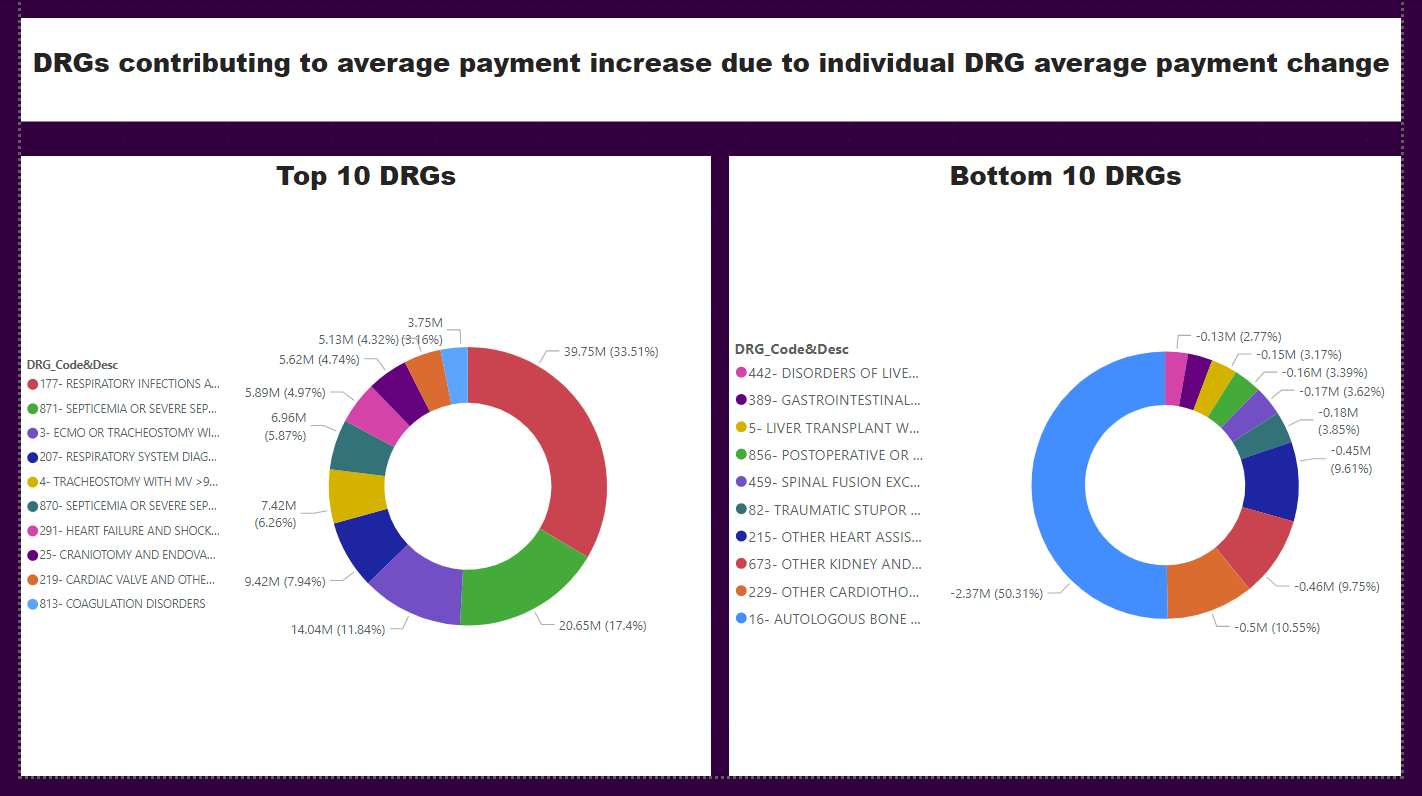 DRGs contributing to average payment increase due to individual DRG average payment change
Top 10 DRGs
DRG_Code&Desc
177- RESPIRATORY INFECTIONS A...
871- SEPTICEMIA OR SEVERE SEP...
3- ECMO OR TRACHEOSTOMY WI...
207- RESPIRATORY SYSTEM DIAG...
4- TRACHEOSTOMY WITH MV >9...
870- SEPTICEMIA OR SEVERE SEP...
291- HEART FAILURE AND SHOCK...
25- CRANIOTOMY AND ENDOVA...
219- CARDIAC VALVE AND OTHE...
813- COAGULATION DISORDERS
39.75M (33.51%)
20.65M (17.4%)
14.04M (11.84%)
9.42M (7.94%)
7.42M
(6.26%)
6.96M
(5.87%)
5.89M (4.97%)
5.62M (4.74%)
5.13M (4.32%)
3.75M
(3.16%)
Bottom 10 DRGs
DRG_Code&Desc
442- DISORDERS OF LIVE...
389- GASTROINTESTINAL...
5- LIVER TRANSPLANT W...
856- POSTOPERATIVE OR ...
459- SPINAL FUSION EXC...
82- TRAUMATIC STUPOR ...
215- OTHER HEART ASSIS...
673- OTHER KIDNEY AND...
229- OTHER CARDIOTHO...
16- AUTOLOGOUS BONE ...
-0.13M (2.77%)
-0.15M (3.17%)
-0.16M (3.39%)
-0.17M (3.62%)
-0.18M
(3.85%)
-0.45M
(9.61%)
-0.46M (9.75%)
-0.5M (10.55%)
-2.37M (50.31%)